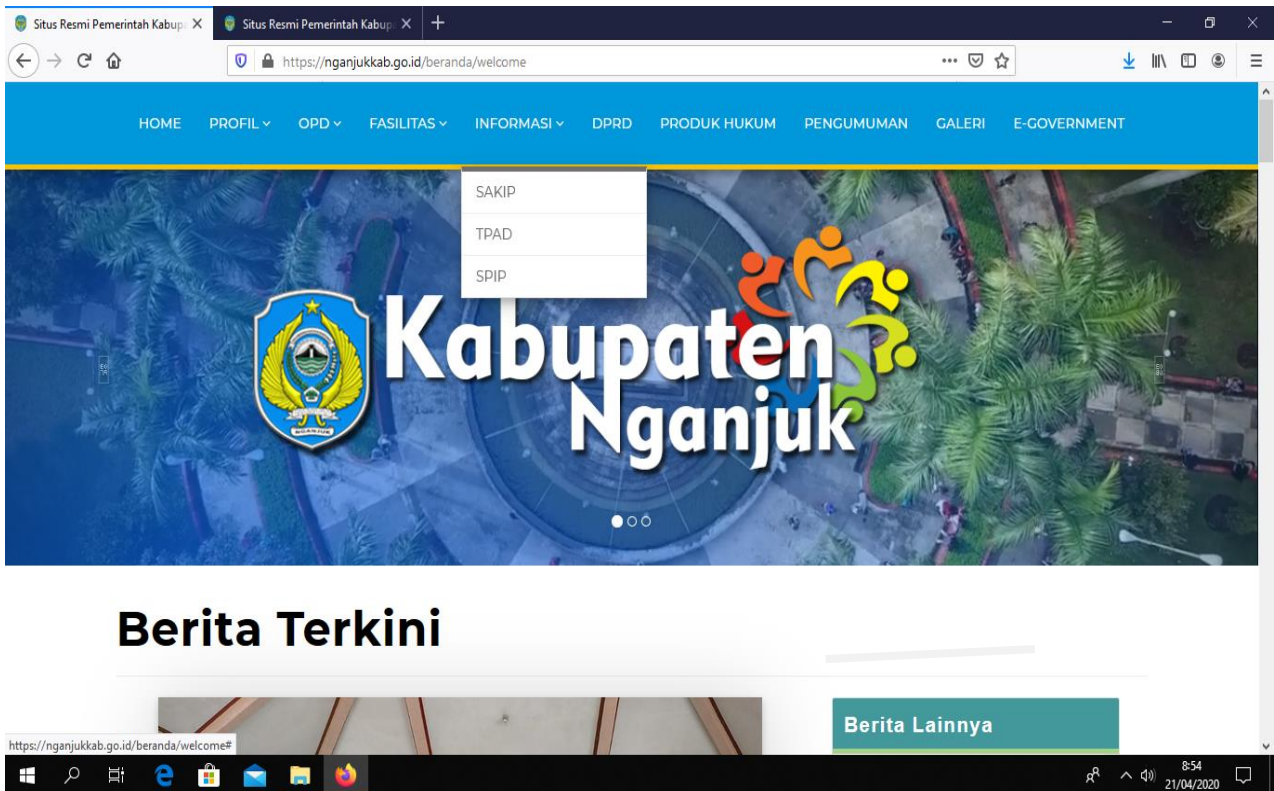 Situs Resmi Pemerintah Kabup
Situs Resmi Pemerintah Kabup
https://nganjukkab.go.id/beranda/welcome
HOME PROFIL OPD FASILITAS INFORMASI DPRD PRODUK HUKUM PENGUMUMAN GALERI E-GOVERNMENT
SAKIP
TPAD
SPIP
Kabupaten
Nganjuk
NGANJUK
Berita Terkini
Berita Lainnya
https://nganjukkab.go.id/beranda/welcome#
8:54
21/04/2020